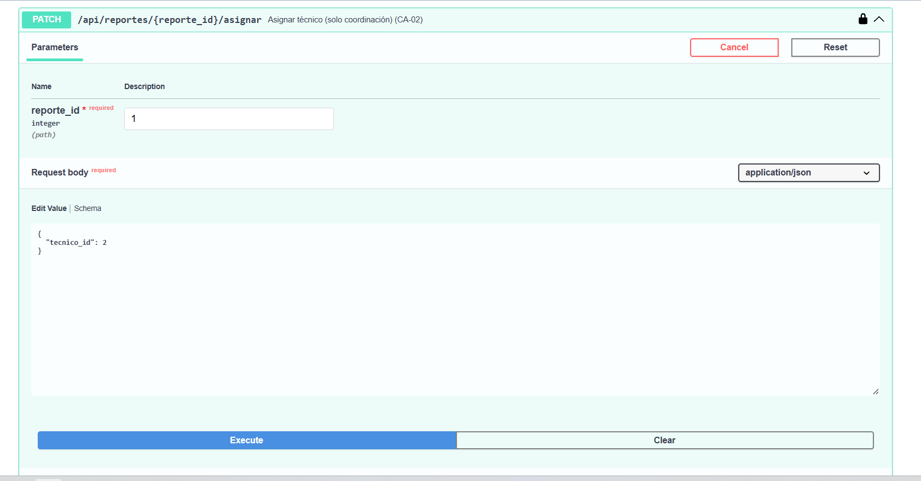 PATCH /api/reportes/{reporte_id}/asignar Asignar técnico (solo coordinación) (CA-02)
Parameters Cancel Reset
Name Description
reporte_id * required 1
integer
(path)
Request body required application/json
Edit Value | Schema
{
"tecnico_id": 2
}
Execute Clear